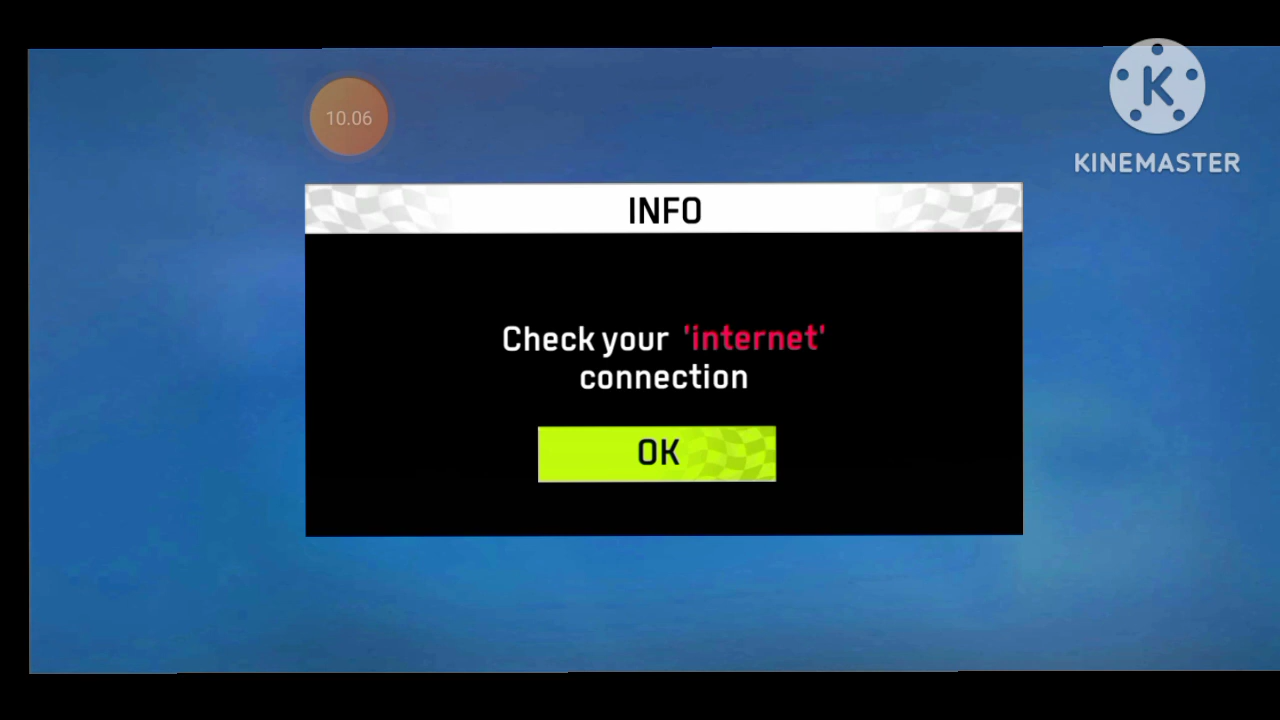 10.06
K
KINEMASTER
INFO
Check your 'internet'
connection
OK